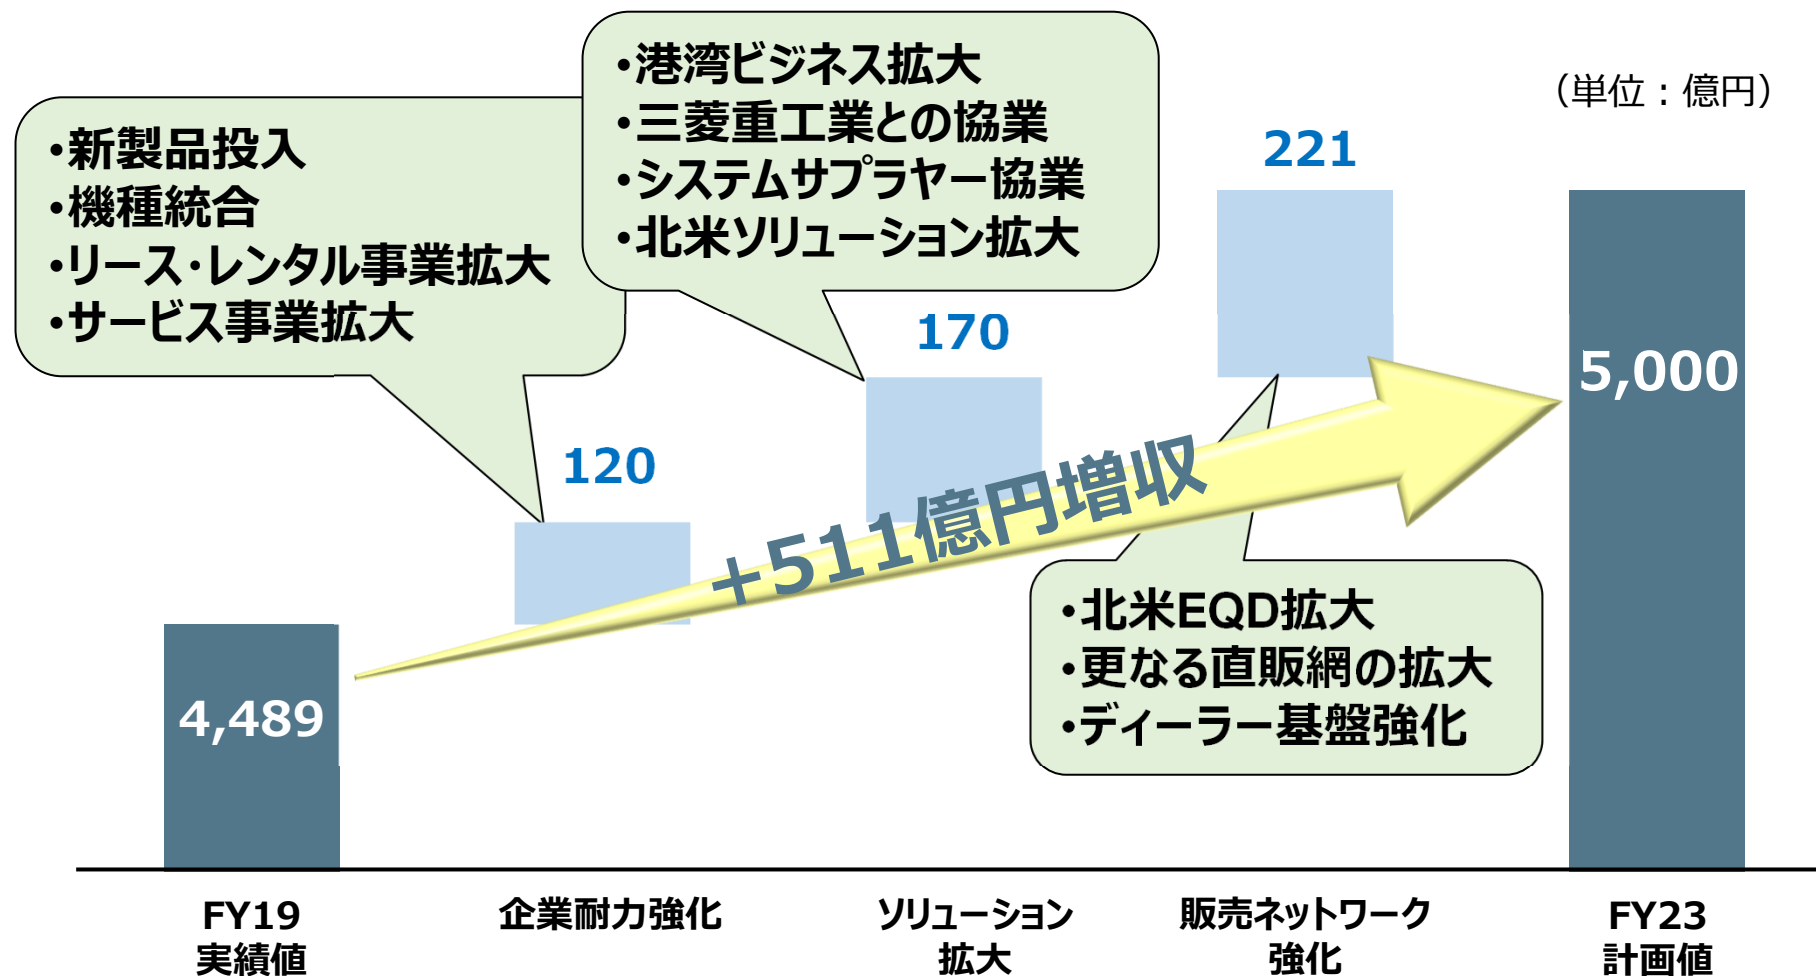 （単位：億円）
・新製品投入
・機種統合
・リース・レンタル事業拡大
・サービス事業拡大
・港湾ビジネス拡大
・三菱重工業との協業
・システムサプラヤー協業
・北米ソリューション拡大
・北米EQD拡大
・更なる直販網の拡大
・ディーラー基盤強化
4,489
120
170
221
5,000
＋511億円増収
FY19
実績値
企業耐力強化
ソリューション
拡大
販売ネットワーク
強化
FY23
計画値